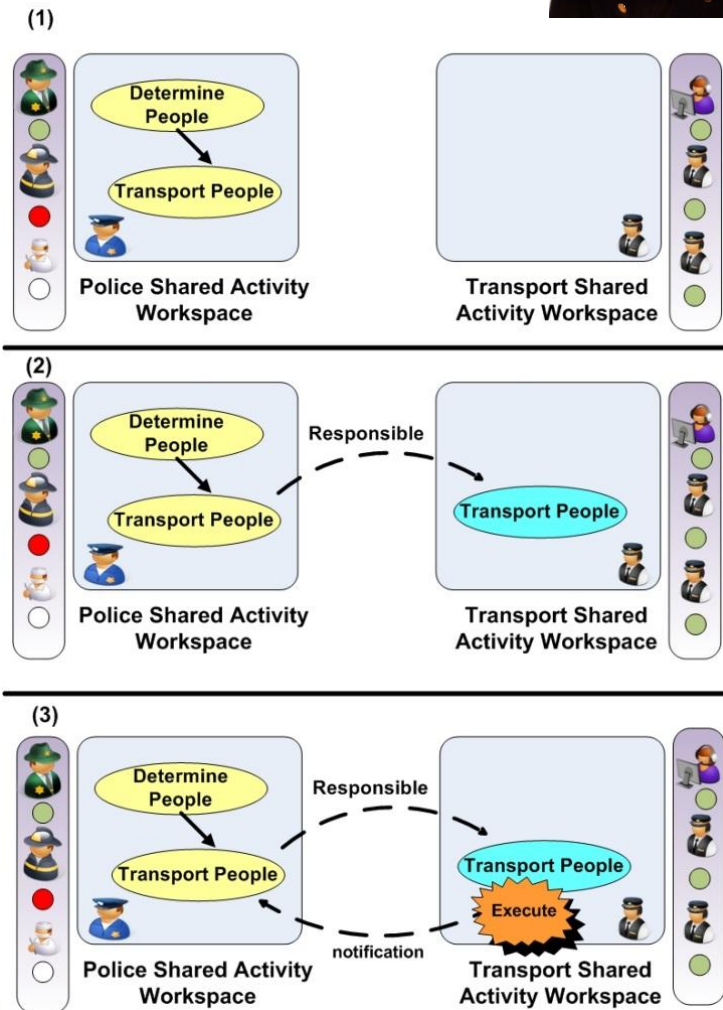 (1)
Determine
People
Transport People
Police Shared Activity
Workspace
Transport Shared
Activity Workspace
(2)
Determine
People
Responsible
Transport People
Transport People
Police Shared Activity
Workspace
Transport Shared
Activity Workspace
(3)
Determine
People
Responsible
Transport People
Transport People
Execute
notification
Police Shared Activity
Workspace
Transport Shared
Activity Workspace